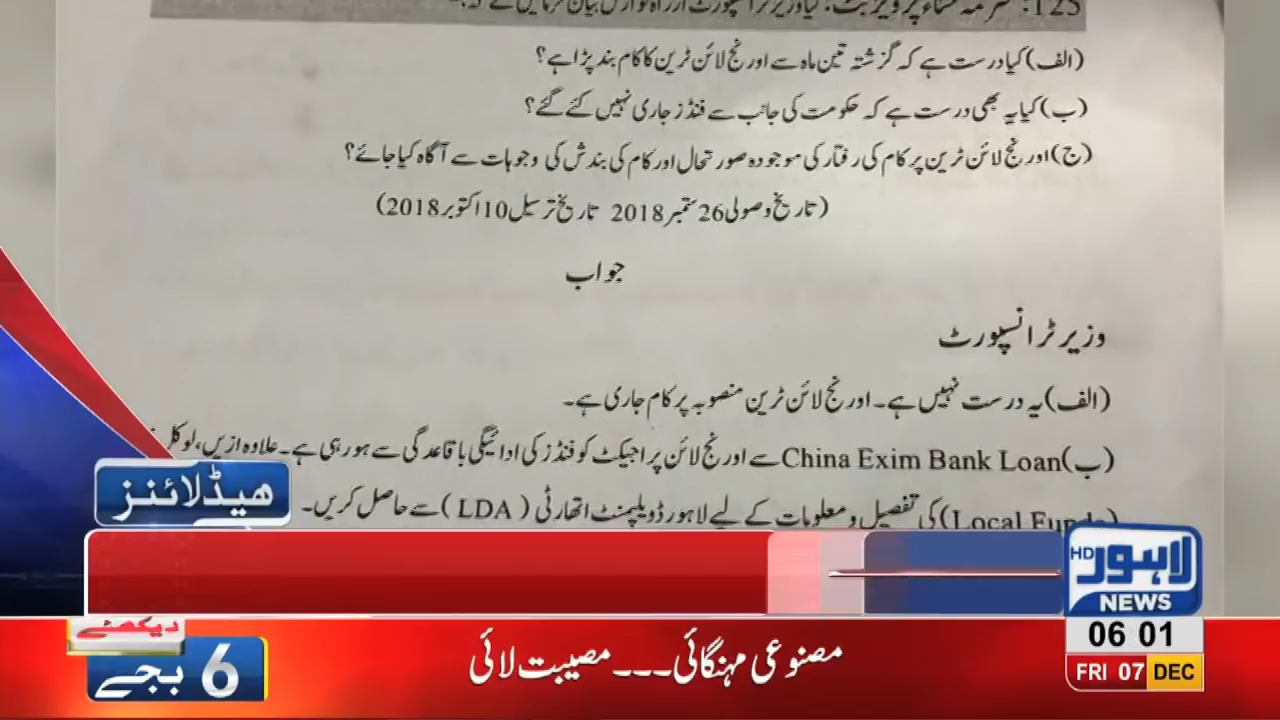 (الف) کیا درست ہے کہ گزشتہ تین ماہ سے اورنج لائن ٹرین کا کام بند پڑا ہے؟
(ب) کیا یہ بھی درست ہے کہ حکومت کی جانب سے فنڈز جاری نہیں کئے گئے؟
(ج) اورنج لائن ٹرین پر کام کی رفتار کی موجودہ صورتحال اور کام کی بندش کی وجوہات سے آگاہ کیا جائے؟
(تاریخ وصولی 26 ستمبر 2018 تاریخ ترسیل 10 اکتوبر 2018)
جواب
وزیر ٹرانسپورٹ
(الف) یہ درست نہیں ہے۔ اورنج لائن ٹرین منصوبہ پر کام جاری ہے۔
(ب) China Exim Bank Loan سے اورنج لائن پراجیکٹ کو فنڈز کی ادائیگی باقاعدگی سے ہو رہی ہے۔ علاوہ ازیں، لوکل
(Local Funds) کی تفصیل و معلومات کے لیے لاہور ڈویلپمنٹ اتھارٹی (LDA) سے حاصل کریں۔
ہیڈلائنز
لاہور HD
NEWS
06 01
FRI 07 DEC
دیکھئے
6 بجے
مصنوعی مہنگائی۔۔۔مصیبت لائی